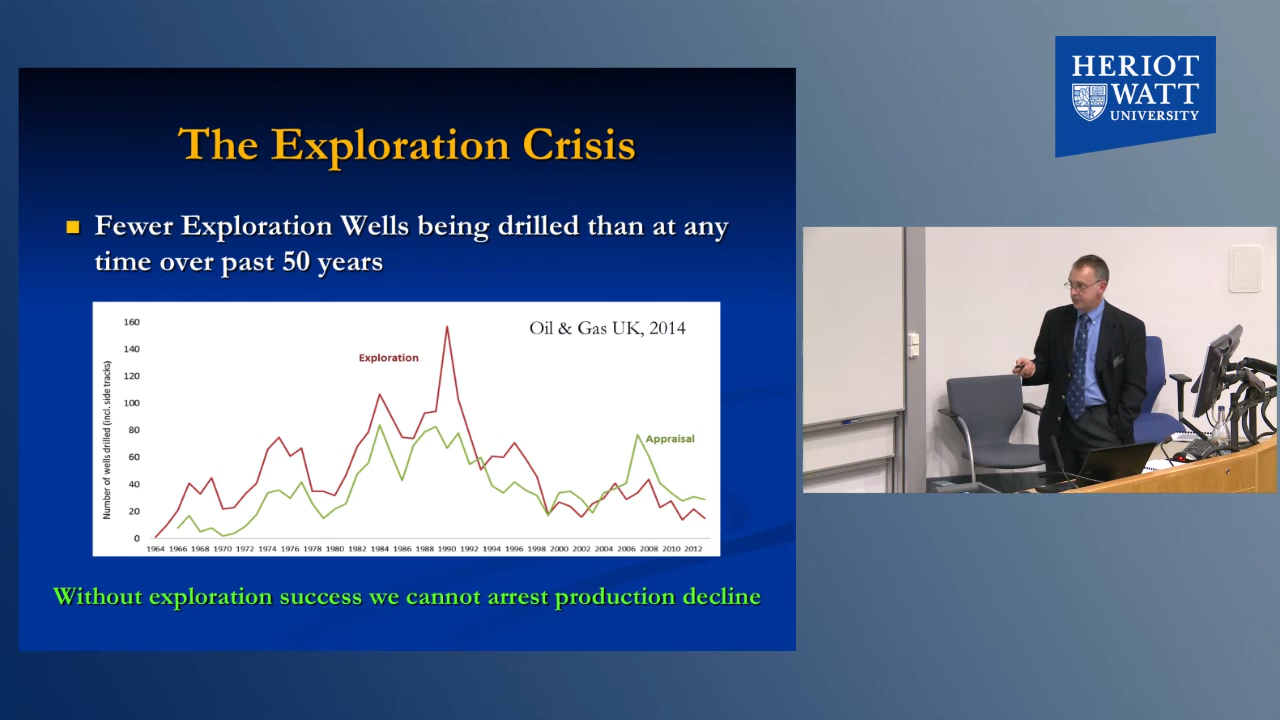 HERIOT
WATT
UNIVERSITY
The Exploration Crisis
Fewer Exploration Wells being drilled than at any
time over past 50 years
Oil & Gas UK, 2014
Number of wells drilled (incl. side tracks)
160
140
120
100
80
60
40
20
0
Exploration
Appraisal
1964 1966 1968 1970 1972 1974 1976 1978 1980 1982 1984 1986 1988 1990 1992 1994 1996 1998 2000 2002 2004 2006 2008 2010 2012
Without exploration success we cannot arrest production decline